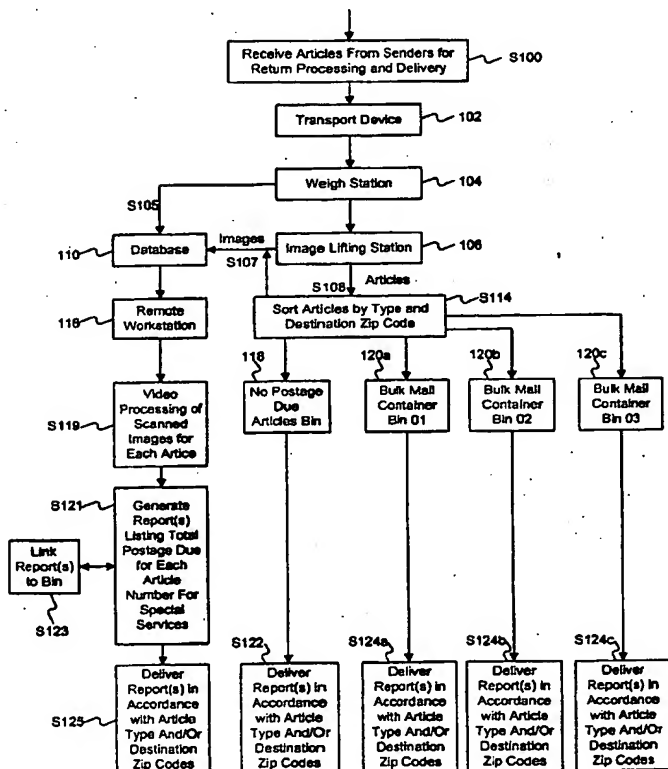 Receive Articles From Senders for
Return Processing and Delivery
S100
Transport Device
102
Weigh Station
104
S105
Database
110
Images
S107
Image Lifting Station
106
S108
Articles
S114
Sort Articles by Type and
Destination Zip Code
Remote
Workstation
116
118
No Postage
Due
Articles Bin
120a
Bulk Mail
Container
Bin 01
120b
Bulk Mail
Container
Bin 02
120c
Bulk Mail
Container
Bin 03
S119
Video
Processing of
Scanned
Images for
Each Artice
S121
Generate
Report(s)
Listing Total
Postage Due
for Each
Article
Number For
Special
Services
Link
Report(s)
to Bin
S123
S125
Deliver
Report(s) in
Accordance
with Article
Type And/Or
Destination
Zip Codes
S122
Deliver
Report(s) in
Accordance
with Article
Type And/Or
Destination
Zip Codes
S124a
Deliver
Report(s) in
Accordance
with Article
Type And/Or
Destination
Zip Codes
S124b
Deliver
Report(s) in
Accordance
with Article
Type And/Or
Destination
Zip Codes
S124c
Deliver
Report(s) in
Accordance
with Article
Type And/Or
Destination
Zip Codes